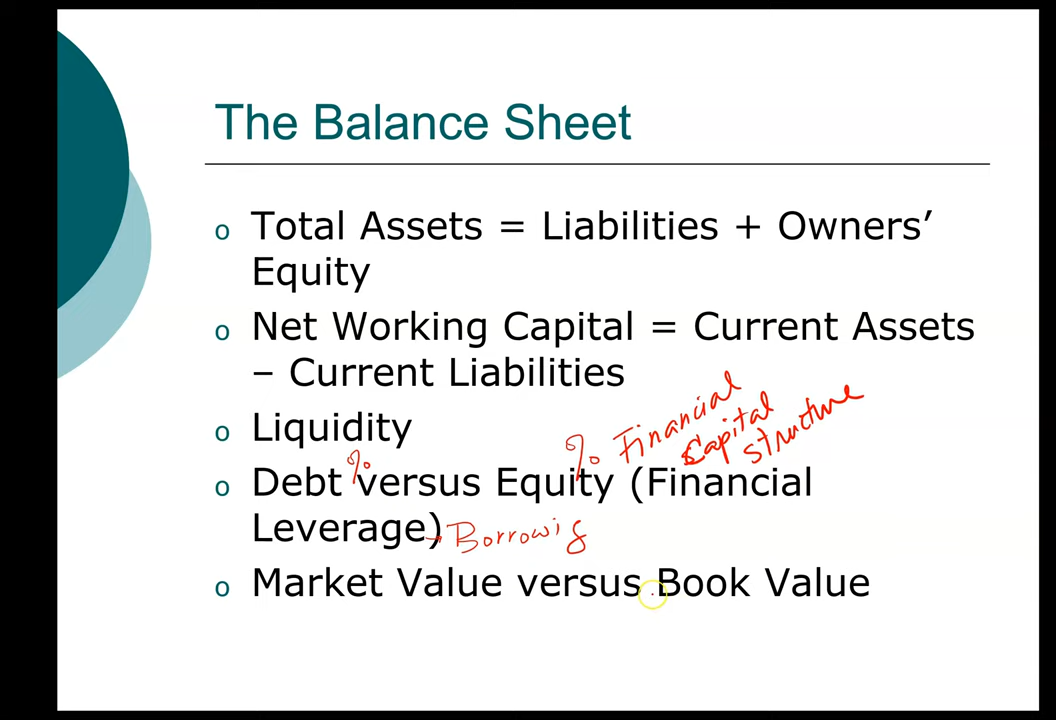 The Balance Sheet
o Total Assets = Liabilities + Owners’
Equity
o Net Working Capital = Current Assets
– Current Liabilities
o Liquidity
% % Financial
Capital
Structure
o Debt versus Equity (Financial
Leverage) → Borrowig
o Market Value versus Book Value